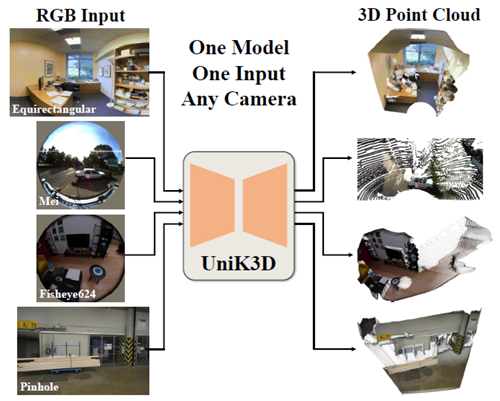 RGB Input
3D Point Cloud
One Model
One Input
Any Camera
Equirectangular
Mei
Fisheye624
Pinhole
UniK3D